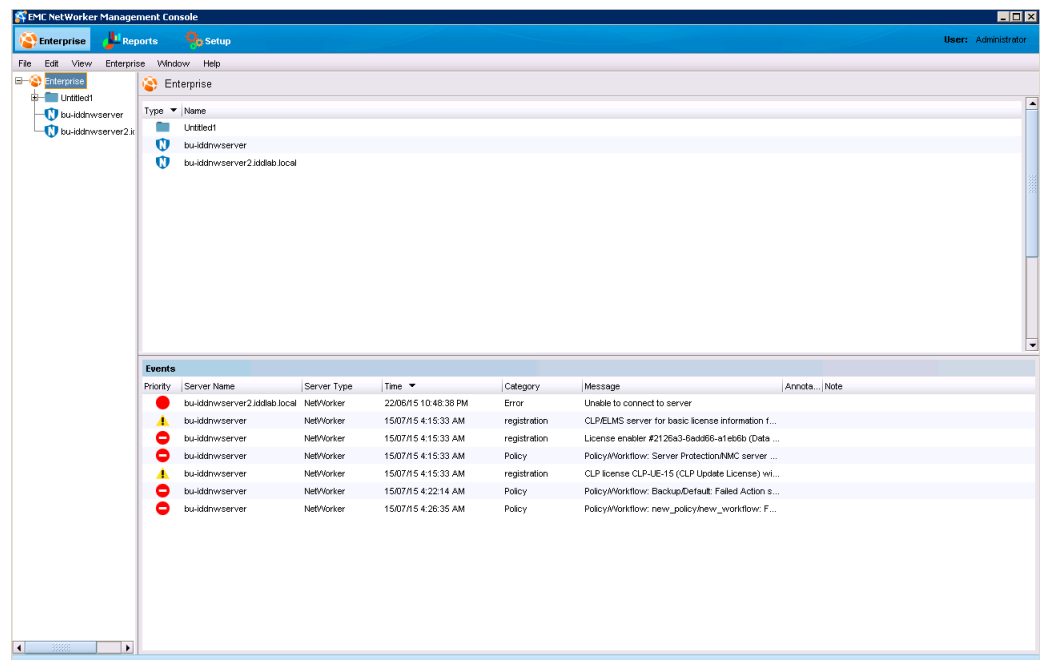 EMC NetWorker Management Console
Enterprise Reports Setup User: Administrator
File Edit View Enterprise Window Help
Enterprise
Untitled1
bu-iddnwserver
bu-iddnwserver2.i
Enterprise
Type Name
Untitled1
bu-iddnwserver
bu-iddnwserver2.iddlab.local
Events
Priority Server Name Server Type Time Category Message Annota... Note
bu-iddnwserver2.iddlab.local NetWorker 22/06/15 10:48:38 PM Error Unable to connect to server
bu-iddnwserver NetWorker 15/07/15 4:15:33 AM registration CLP/ELMS server for basic license information f...
bu-iddnwserver NetWorker 15/07/15 4:15:33 AM registration License enabler #2126a3-6add66-a1eb6b (Data ...
bu-iddnwserver NetWorker 15/07/15 4:15:33 AM Policy Policy/Workflow: Server Protection/NMC server ...
bu-iddnwserver NetWorker 15/07/15 4:15:33 AM registration CLP license CLP-UE-15 (CLP Update License) wi...
bu-iddnwserver NetWorker 15/07/15 4:22:14 AM Policy Policy/Workflow: Backup/Default: Failed Action s...
bu-iddnwserver NetWorker 15/07/15 4:26:35 AM Policy Policy/Workflow: new_policy/new_workflow: F...